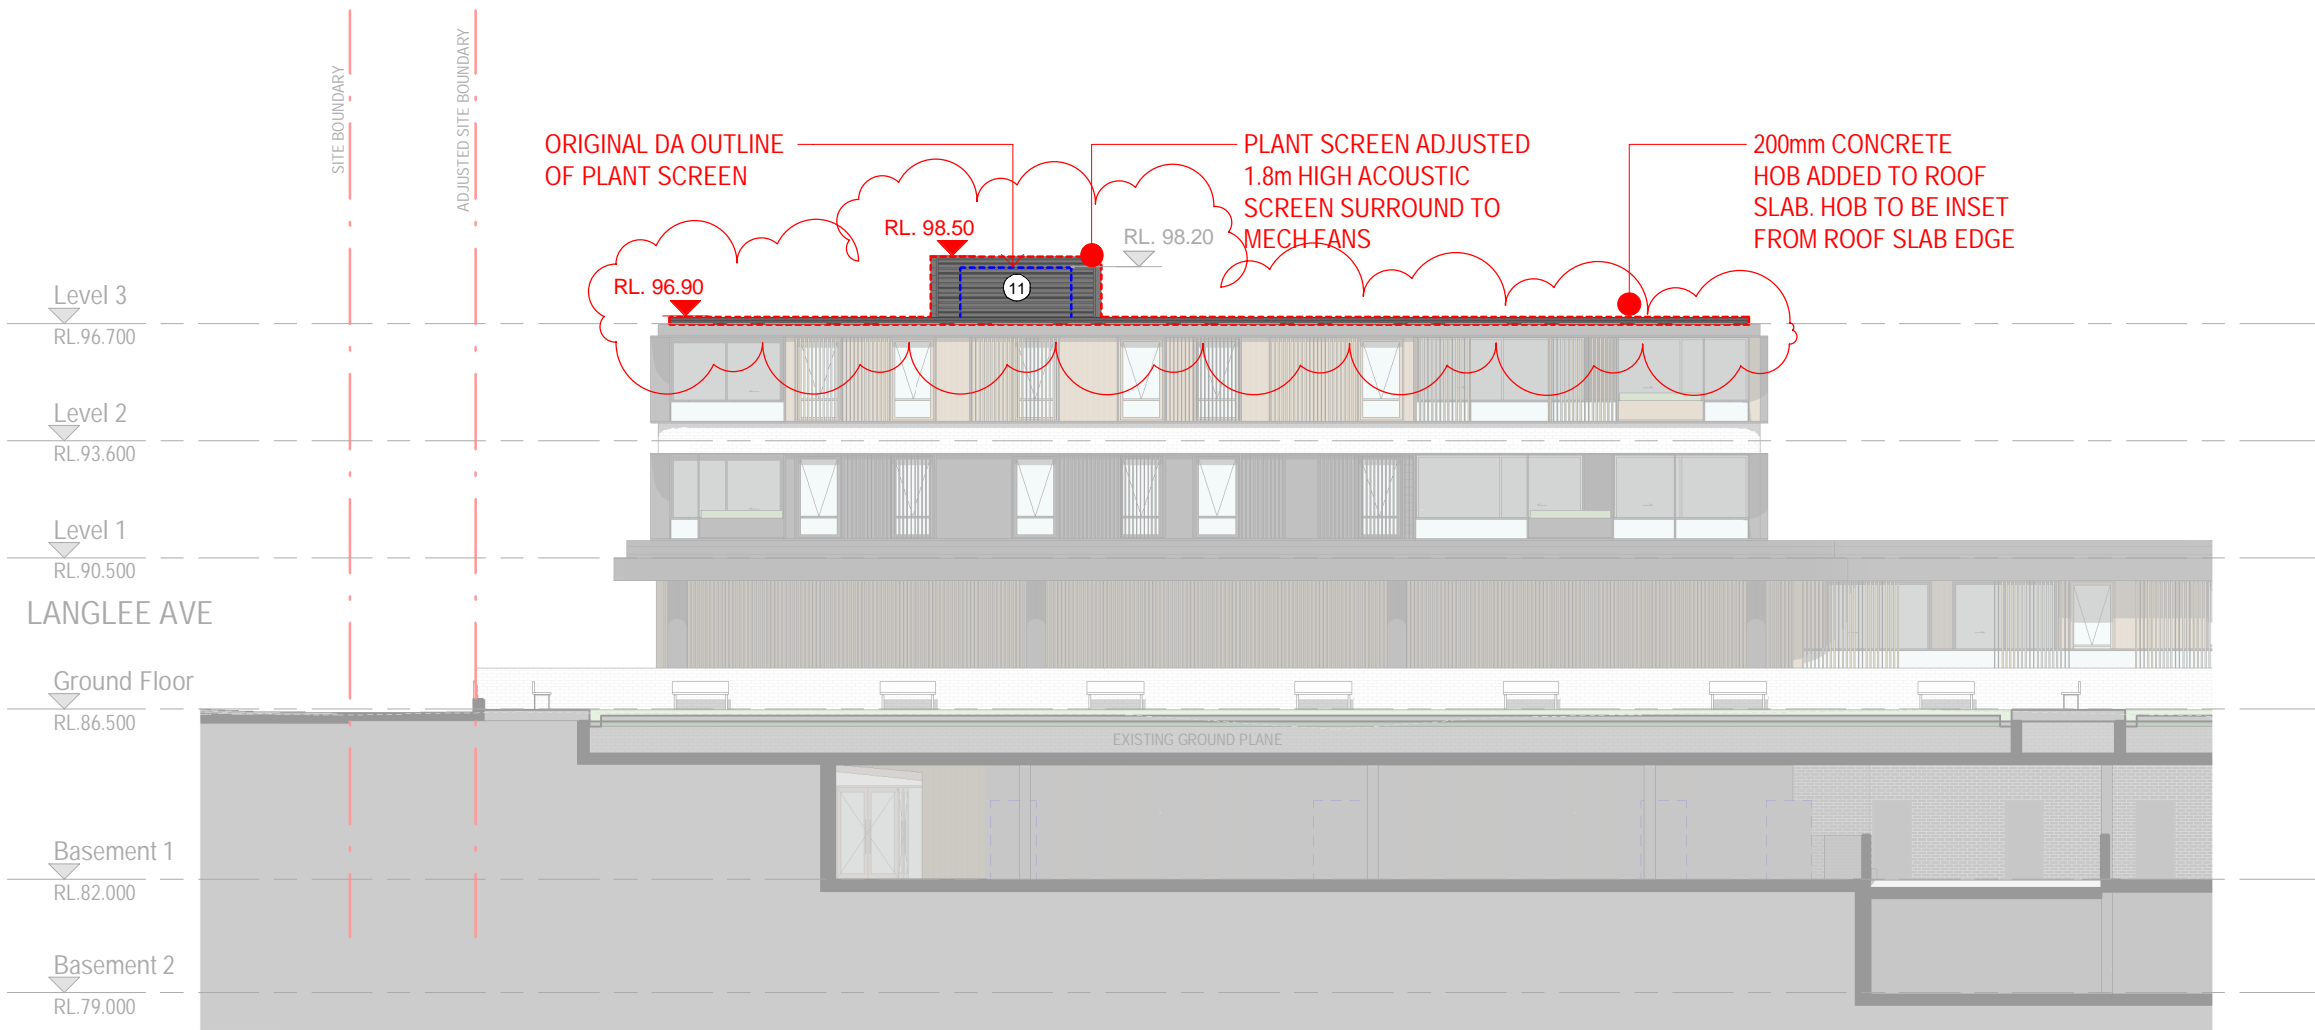 SITE BOUNDARY
ADJUSTED SITE BOUNDARY
ORIGINAL DA OUTLINE
OF PLANT SCREEN
PLANT SCREEN ADJUSTED
1.8m HIGH ACOUSTIC
SCREEN SURROUND TO
MECH FANS
200mm CONCRETE
HOB ADDED TO ROOF
SLAB. HOB TO BE INSET
FROM ROOF SLAB EDGE
RL. 98.50
RL. 98.20
RL. 96.90
11
Level 3
RL.96.700
Level 2
RL.93.600
Level 1
RL.90.500
LANGLEE AVE
Ground Floor
RL.86.500
EXISTING GROUND PLANE
Basement 1
RL.82.000
Basement 2
RL.79.000